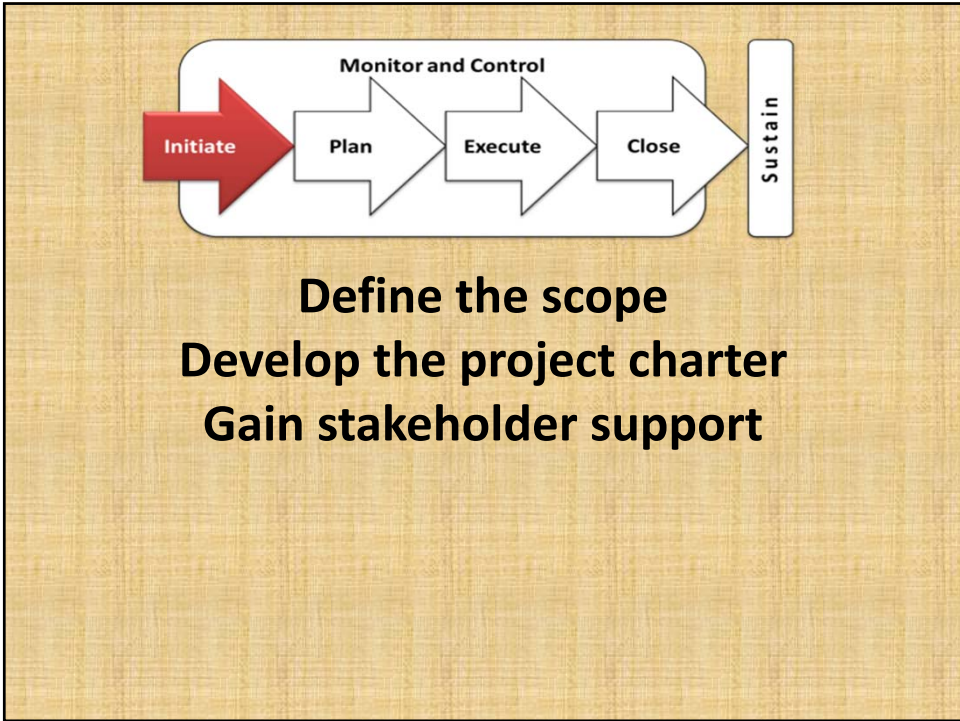 Monitor and Control
Initiate
Plan
Execute
Close
Sustain
Define the scope
Develop the project charter
Gain stakeholder support